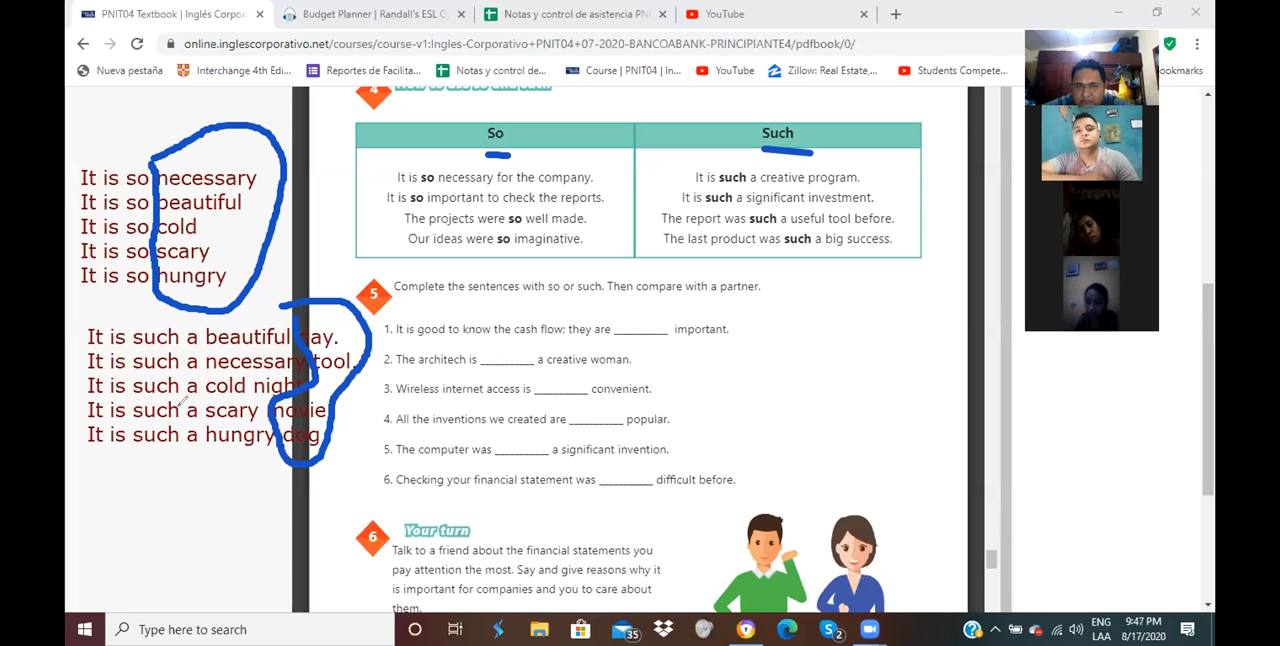 PNIT04 Textbook | Inglés Corpor
Budget Planner | Randall's ESL C
Notas y control de asistencia PN
YouTube
online.inglescorporativo.net/courses/course-v1:Ingles-Corporativo+PNIT04+07-2020-BANCOABANK-PRINCIPIANTE4/pdfbook/0/
Nueva pestaña
Interchange 4th Edi...
Reportes de Facilita...
Notas y control de...
Course | PNIT04 | In...
YouTube
Zillow: Real Estate,...
Students Compete...
ookmarks
4
So
Such
It is so necessary for the company.
It is such a creative program.
It is so important to check the reports.
It is such a significant investment.
The projects were so well made.
The report was such a useful tool before.
Our ideas were so imaginative.
The last product was such a big success.
It is so necessary
It is so beautiful
It is so cold
It is so scary
It is so hungry
It is such a beautiful day.
It is such a necessary tool.
It is such a cold night
It is such a scary movie
It is such a hungry dog
5
Complete the sentences with so or such. Then compare with a partner.
1. It is good to know the cash flow; they are __________ important.
2. The architech is __________ a creative woman.
3. Wireless internet access is __________ convenient.
4. All the inventions we created are __________ popular.
5. The computer was __________ a significant invention.
6. Checking your financial statement was __________ difficult before.
6
Your turn
Talk to a friend about the financial statements you
pay attention the most. Say and give reasons why it
is important for companies and you to care about
them.
Type here to search
35
2
ENG
LAA
9:47 PM
8/17/2020